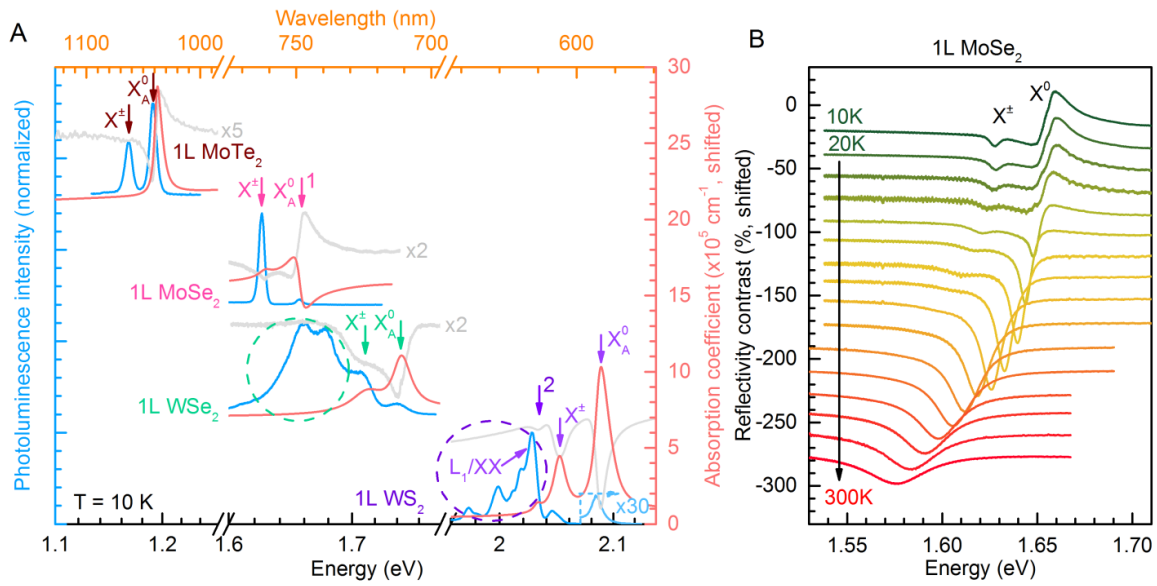 A
Wavelength (nm)
1100 1000 750 700 600
Photoluminescence intensity (normalized)
30
25
20
15
10
5
0
Absorption coefficient (x10⁵ cm⁻¹, shifted)
X± X_A⁰
x5
1L MoTe₂
X± X_A⁰ 1
x2
1L MoSe₂
X± X_A⁰
x2
1L WSe₂
X_A⁰
2
X±
L₁/XX
1L WS₂
x30
T = 10 K
1.1 1.2 1.6 1.7 2 2.1
Energy (eV)
B
1L MoSe₂
X± X⁰
10K
20K
300K
0
-50
-100
-150
-200
-250
-300
Reflectivity contrast (%, shifted)
1.55 1.60 1.65 1.70
Energy (eV)